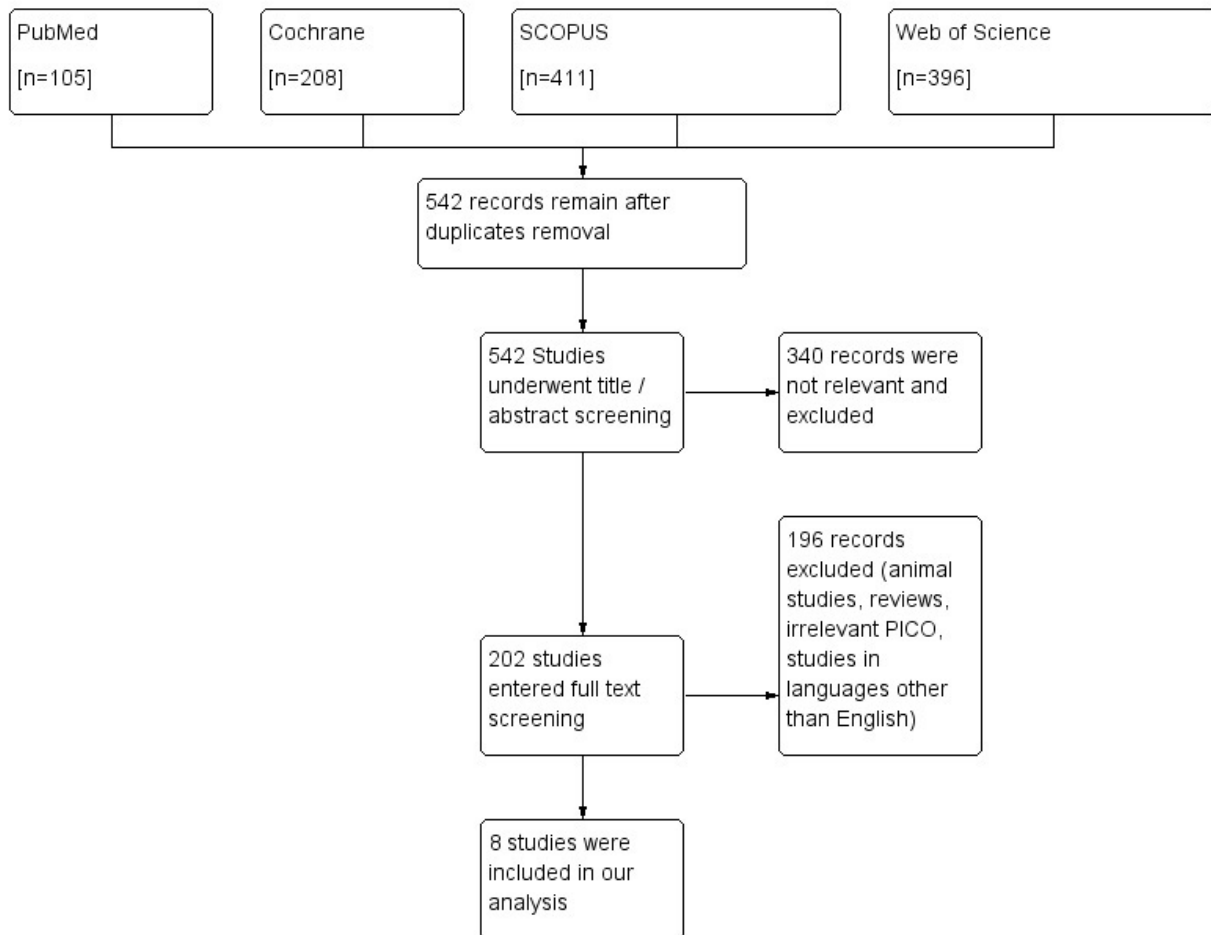 PubMed
[n=105]
Cochrane
[n=208]
SCOPUS
[n=411]
Web of Science
[n=396]
542 records remain after
duplicates removal
542 Studies
underwent title /
abstract screening
340 records were
not relevant and
excluded
196 records
excluded (animal
studies, reviews,
irrelevant PICO,
studies in
languages other
than English)
202 studies
entered full text
screening
8 studies were
included in our
analysis